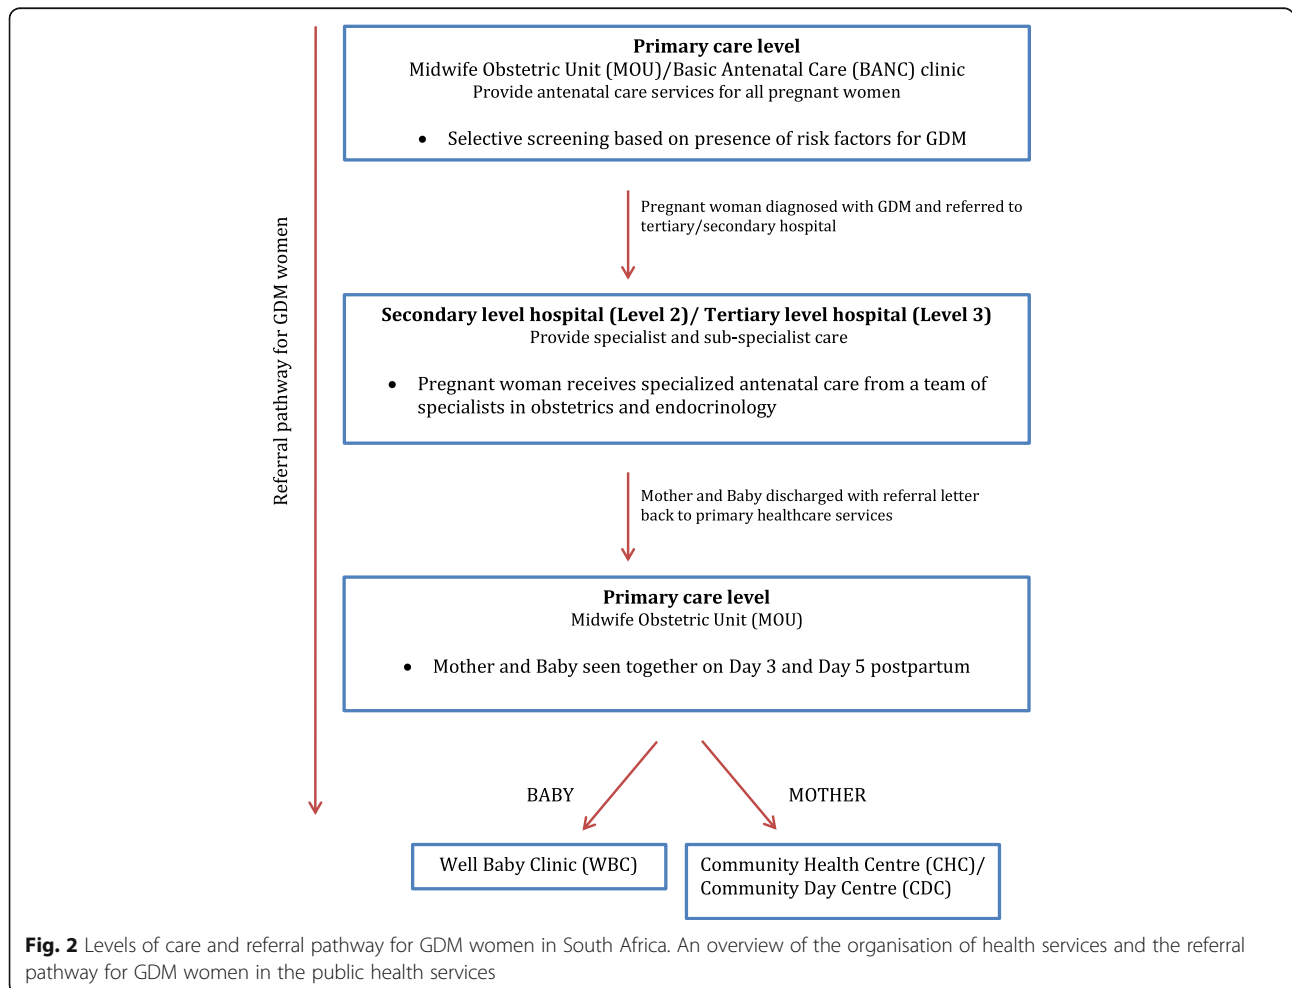 Primary care level
Midwife Obstetric Unit (MOU)/Basic Antenatal Care (BANC) clinic
Provide antenatal care services for all pregnant women
• Selective screening based on presence of risk factors for GDM
Pregnant woman diagnosed with GDM and referred to
tertiary/secondary hospital
Referral pathway for GDM women
Secondary level hospital (Level 2)/ Tertiary level hospital (Level 3)
Provide specialist and sub-specialist care
• Pregnant woman receives specialized antenatal care from a team of
specialists in obstetrics and endocrinology
Mother and Baby discharged with referral letter
back to primary healthcare services
Primary care level
Midwife Obstetric Unit (MOU)
• Mother and Baby seen together on Day 3 and Day 5 postpartum
BABY
MOTHER
Well Baby Clinic (WBC)
Community Health Centre (CHC)/
Community Day Centre (CDC)
Fig. 2 Levels of care and referral pathway for GDM women in South Africa. An overview of the organisation of health services and the referral
pathway for GDM women in the public health services